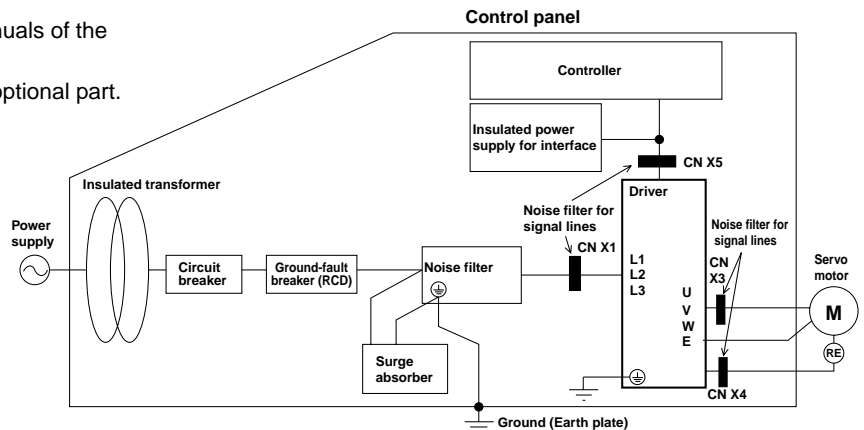 nuals of the
optional part.
Control panel
Controller
Insulated power
supply for interface
CN X5
Insulated transformer
Driver
Power
supply
Noise filter for
signal lines
CN X1
Noise filter for
signal lines
Circuit
breaker
Ground-fault
breaker (RCD)
Noise filter
L1
L2
L3
CN
X3
Servo
motor
U
V
W
E
M
RE
Surge
absorber
CN X4
Ground (Earth plate)